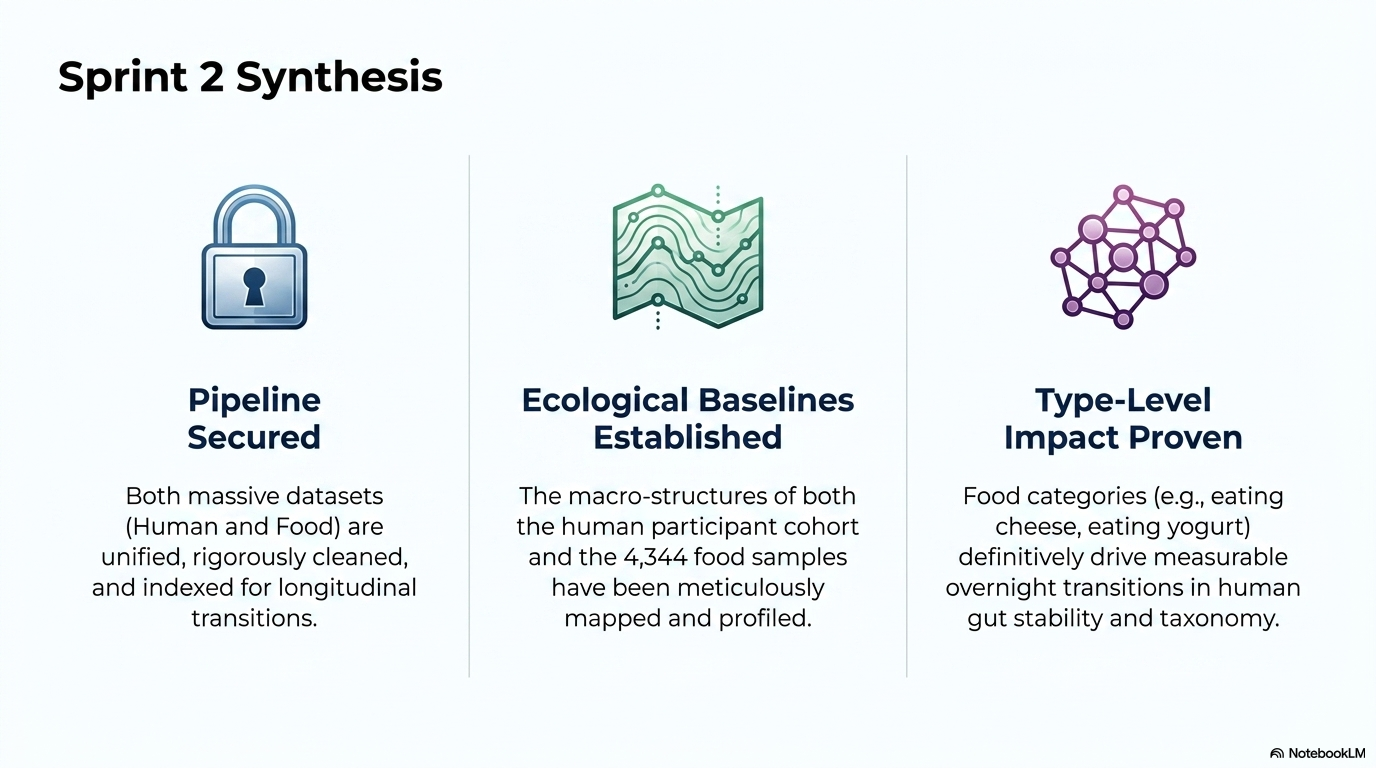 Sprint 2 Synthesis
Pipeline
Secured
Both massive datasets
(Human and Food) are
unified, rigorously cleaned,
and indexed for longitudinal
transitions.
Ecological Baselines
Established
The macro-structures of both
the human participant cohort
and the 4,344 food samples
have been meticulously
mapped and profiled.
Type-Level
Impact Proven
Food categories (e.g., eating
cheese, eating yogurt)
definitively drive measurable
overnight transitions in human
gut stability and taxonomy.
NotebookLM